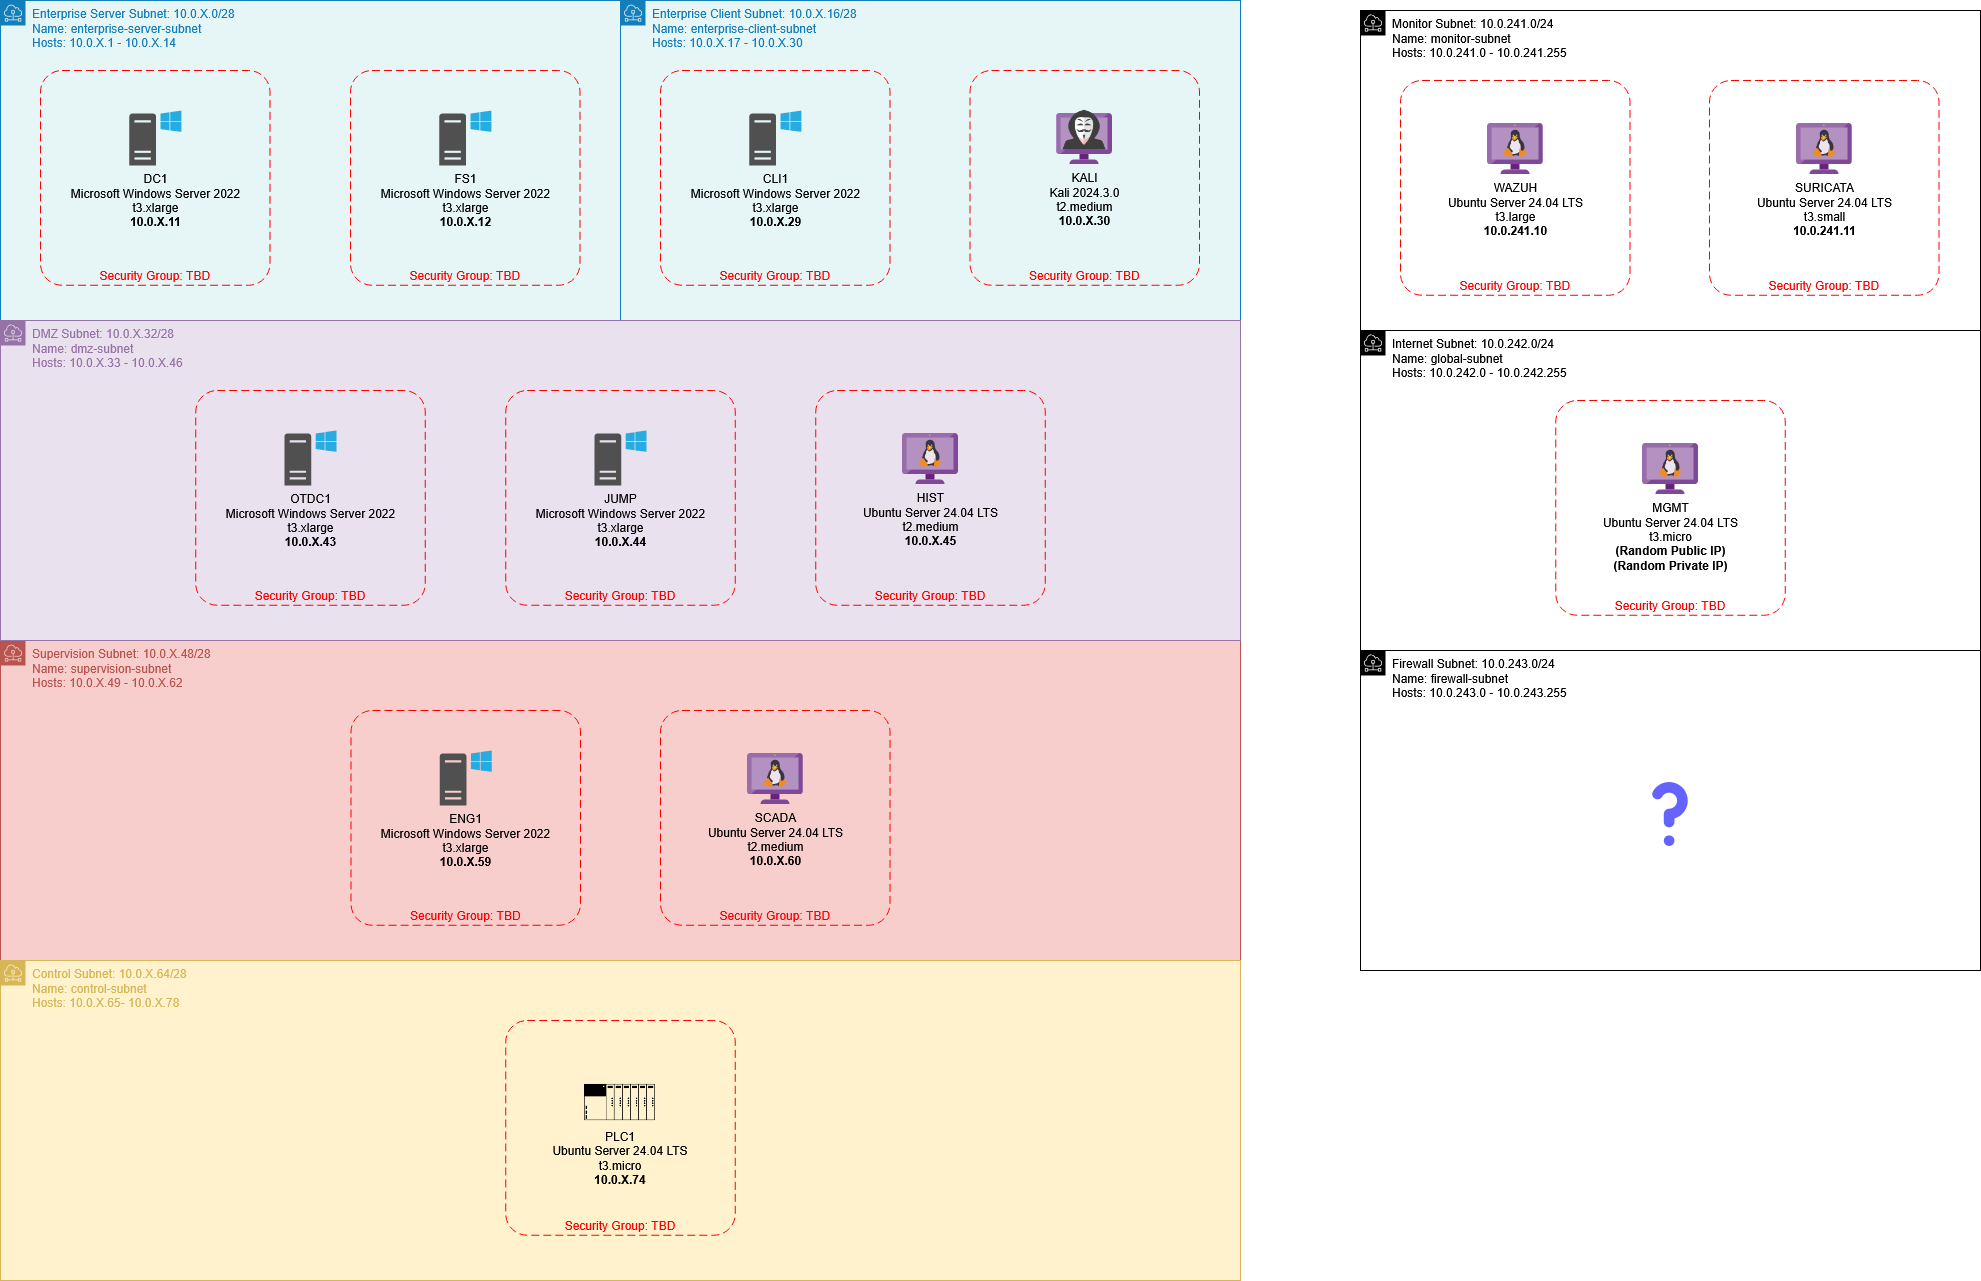 Enterprise Server Subnet: 10.0.X.0/28
Name: enterprise-server-subnet
Hosts: 10.0.X.1 - 10.0.X.14
DC1
Microsoft Windows Server 2022
t3.xlarge
10.0.X.11
Security Group: TBD
FS1
Microsoft Windows Server 2022
t3.xlarge
10.0.X.12
Security Group: TBD
Enterprise Client Subnet: 10.0.X.16/28
Name: enterprise-client-subnet
Hosts: 10.0.X.17 - 10.0.X.30
CLI1
Microsoft Windows Server 2022
t3.xlarge
10.0.X.29
Security Group: TBD
KALI
Kali 2024.3.0
t2.medium
10.0.X.30
Security Group: TBD
DMZ Subnet: 10.0.X.32/28
Name: dmz-subnet
Hosts: 10.0.X.33 - 10.0.X.46
OTDC1
Microsoft Windows Server 2022
t3.xlarge
10.0.X.43
Security Group: TBD
JUMP
Microsoft Windows Server 2022
t3.xlarge
10.0.X.44
Security Group: TBD
HIST
Ubuntu Server 24.04 LTS
t2.medium
10.0.X.45
Security Group: TBD
Supervision Subnet: 10.0.X.48/28
Name: supervision-subnet
Hosts: 10.0.X.49 - 10.0.X.62
ENG1
Microsoft Windows Server 2022
t3.xlarge
10.0.X.59
Security Group: TBD
SCADA
Ubuntu Server 24.04 LTS
t2.medium
10.0.X.60
Security Group: TBD
Control Subnet: 10.0.X.64/28
Name: control-subnet
Hosts: 10.0.X.65- 10.0.X.78
PLC1
Ubuntu Server 24.04 LTS
t3.micro
10.0.X.74
Security Group: TBD
Monitor Subnet: 10.0.241.0/24
Name: monitor-subnet
Hosts: 10.0.241.0 - 10.0.241.255
WAZUH
Ubuntu Server 24.04 LTS
t3.large
10.0.241.10
Security Group: TBD
SURICATA
Ubuntu Server 24.04 LTS
t3.small
10.0.241.11
Security Group: TBD
Internet Subnet: 10.0.242.0/24
Name: global-subnet
Hosts: 10.0.242.0 - 10.0.242.255
MGMT
Ubuntu Server 24.04 LTS
t3.micro
(Random Public IP)
(Random Private IP)
Security Group: TBD
Firewall Subnet: 10.0.243.0/24
Name: firewall-subnet
Hosts: 10.0.243.0 - 10.0.243.255
?